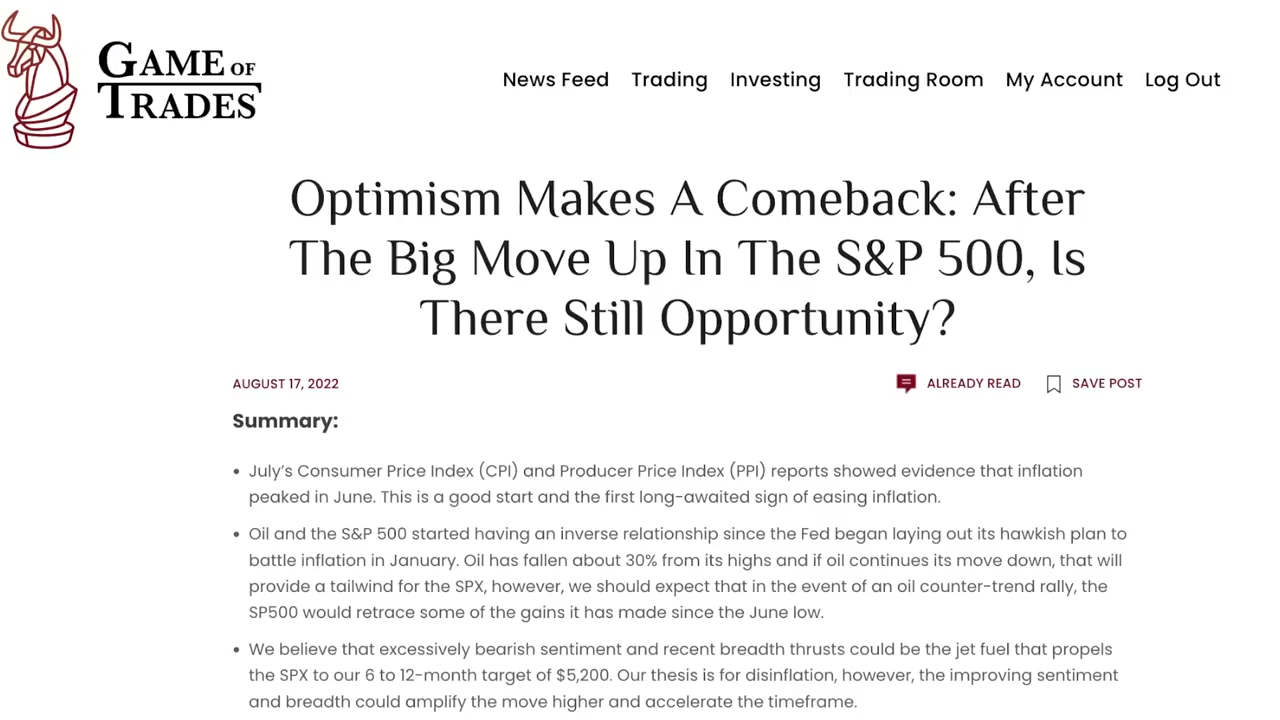 GAME OF
TRADES
News Feed Trading Investing Trading Room My Account Log Out
Optimism Makes A Comeback: After
The Big Move Up In The S&P 500, Is
There Still Opportunity?
AUGUST 17, 2022 ALREADY READ SAVE POST
Summary:
• July’s Consumer Price Index (CPI) and Producer Price Index (PPI) reports showed evidence that inflation
peaked in June. This is a good start and the first long-awaited sign of easing inflation.
• Oil and the S&P 500 started having an inverse relationship since the Fed began laying out its hawkish plan to
battle inflation in January. Oil has fallen about 30% from its highs and if oil continues its move down, that will
provide a tailwind for the SPX, however, we should expect that in the event of an oil counter-trend rally, the
SP500 would retrace some of the gains it has made since the June low.
• We believe that excessively bearish sentiment and recent breadth thrusts could be the jet fuel that propels
the SPX to our 6 to 12-month target of $5,200. Our thesis is for disinflation, however, the improving sentiment
and breadth could amplify the move higher and accelerate the timeframe.